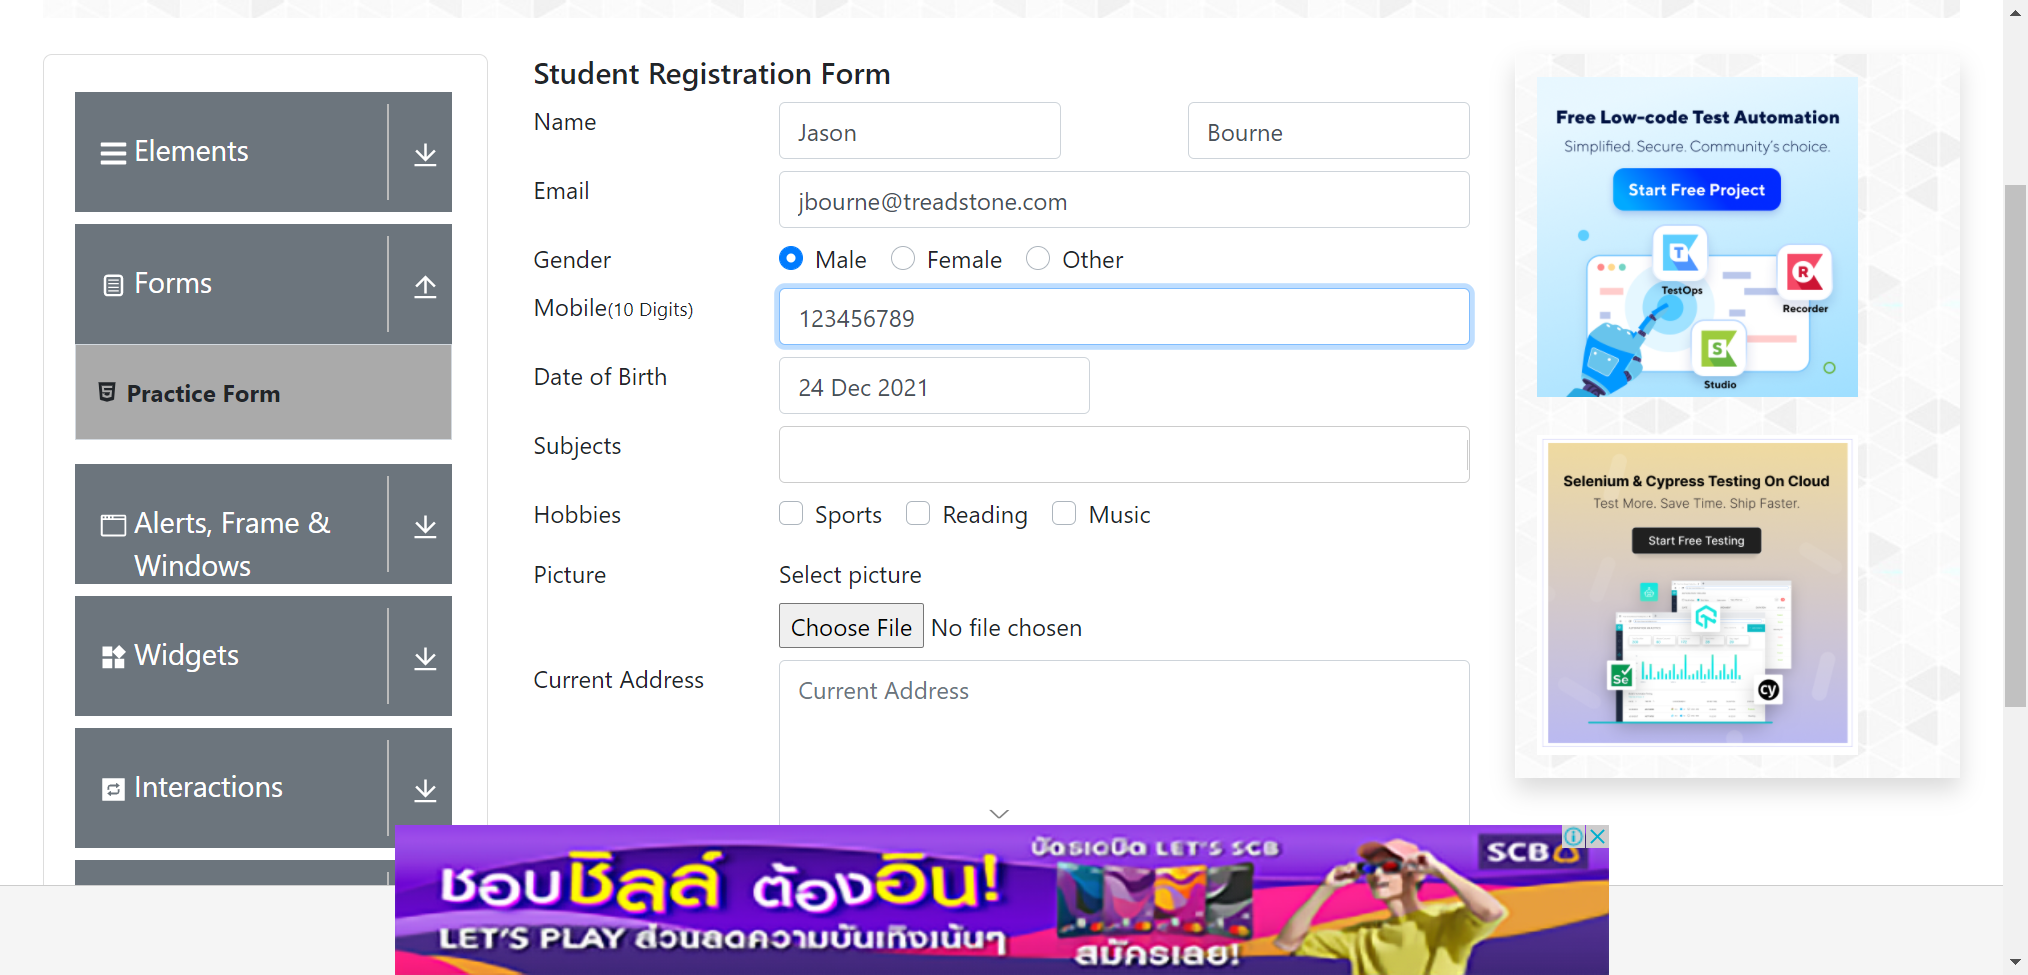 Elements
Forms
Practice Form
Alerts, Frame &
Windows
Widgets
Interactions
Student Registration Form
Name
Jason
Bourne
Email
jbourne@treadstone.com
Gender
Male
Female
Other
Mobile(10 Digits)
123456789
Date of Birth
24 Dec 2021
Subjects
Hobbies
Sports
Reading
Music
Picture
Select picture
Choose File
No file chosen
Current Address
Current Address
Free Low-code Test Automation
Simplified. Secure. Community's choice.
Start Free Project
TestOps
Recorder
Studio
Selenium & Cypress Testing On Cloud
Test More. Save Time. Ship Faster.
Start Free Testing
Se
cy
ชอบชิลล์ ต้องอิน!
LET'S PLAY ส่วนลดความบันเทิงเน้นๆ
บัตรเดบิต LET'S SCB
สมัครเลย!
SCB